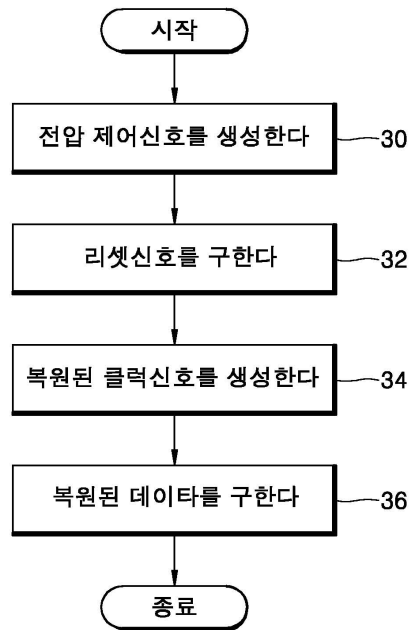 시작
전압 제어신호를 생성한다 30
리셋신호를 구한다 32
복원된 클럭신호를 생성한다 34
복원된 데이타를 구한다 36
종료